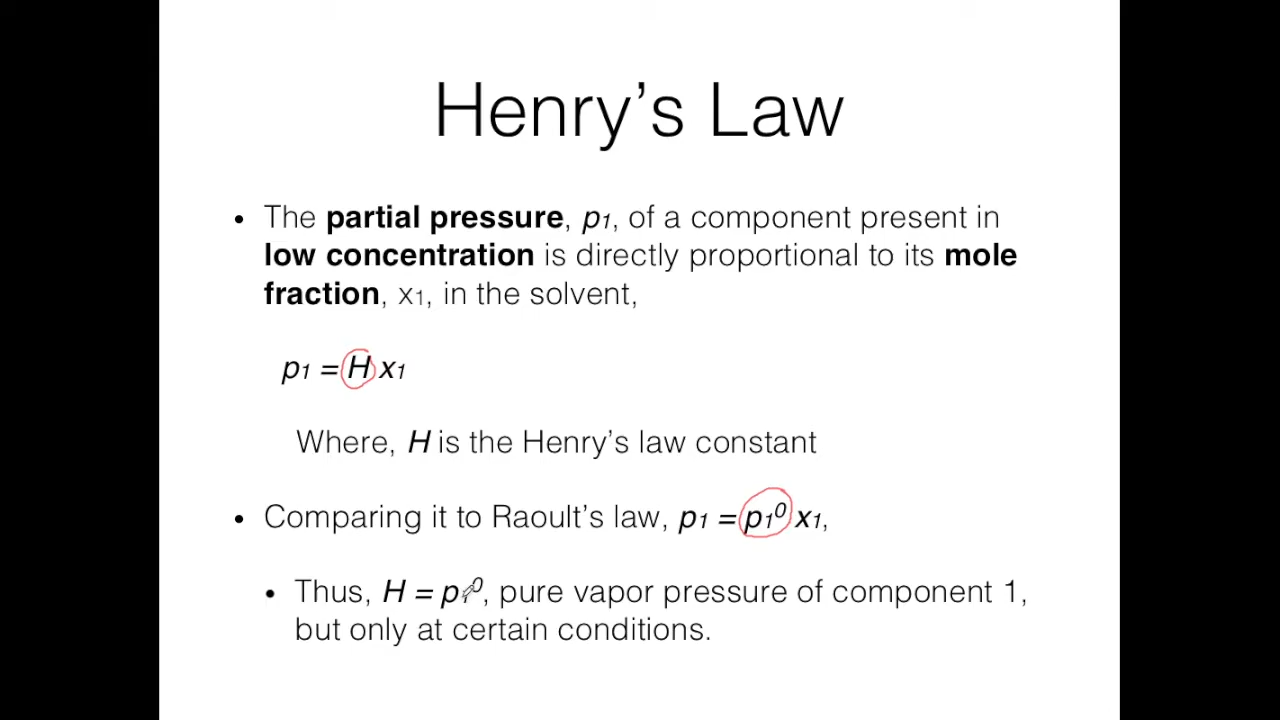 Henry’s Law
• The partial pressure, p₁, of a component present in
low concentration is directly proportional to its mole
fraction, x₁, in the solvent,
p₁ = H x₁
Where, H is the Henry’s law constant
• Comparing it to Raoult’s law, p₁ = p₁⁰ x₁,
• Thus, H = p₁⁰, pure vapor pressure of component 1,
but only at certain conditions.